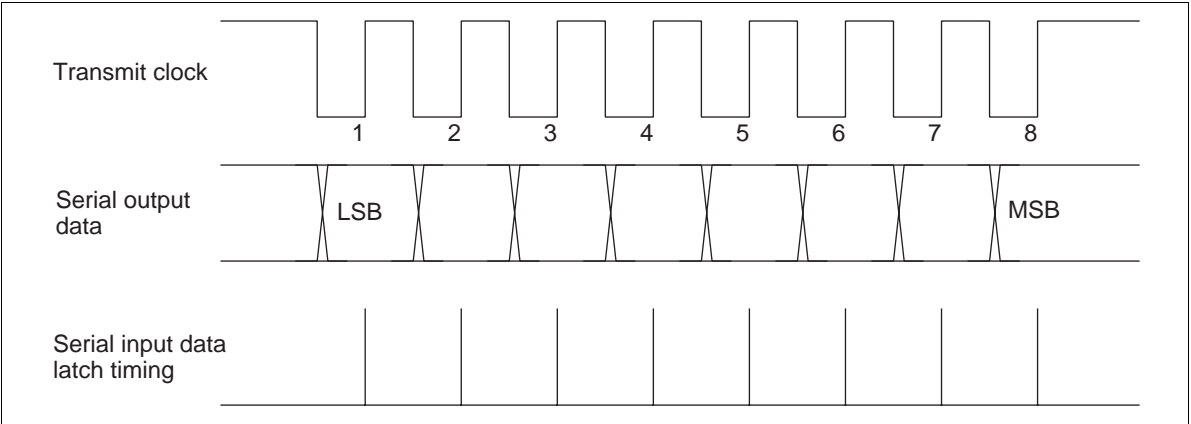 Transmit clock
1 2 3 4 5 6 7 8
Serial output
data
LSB
MSB
Serial input data
latch timing